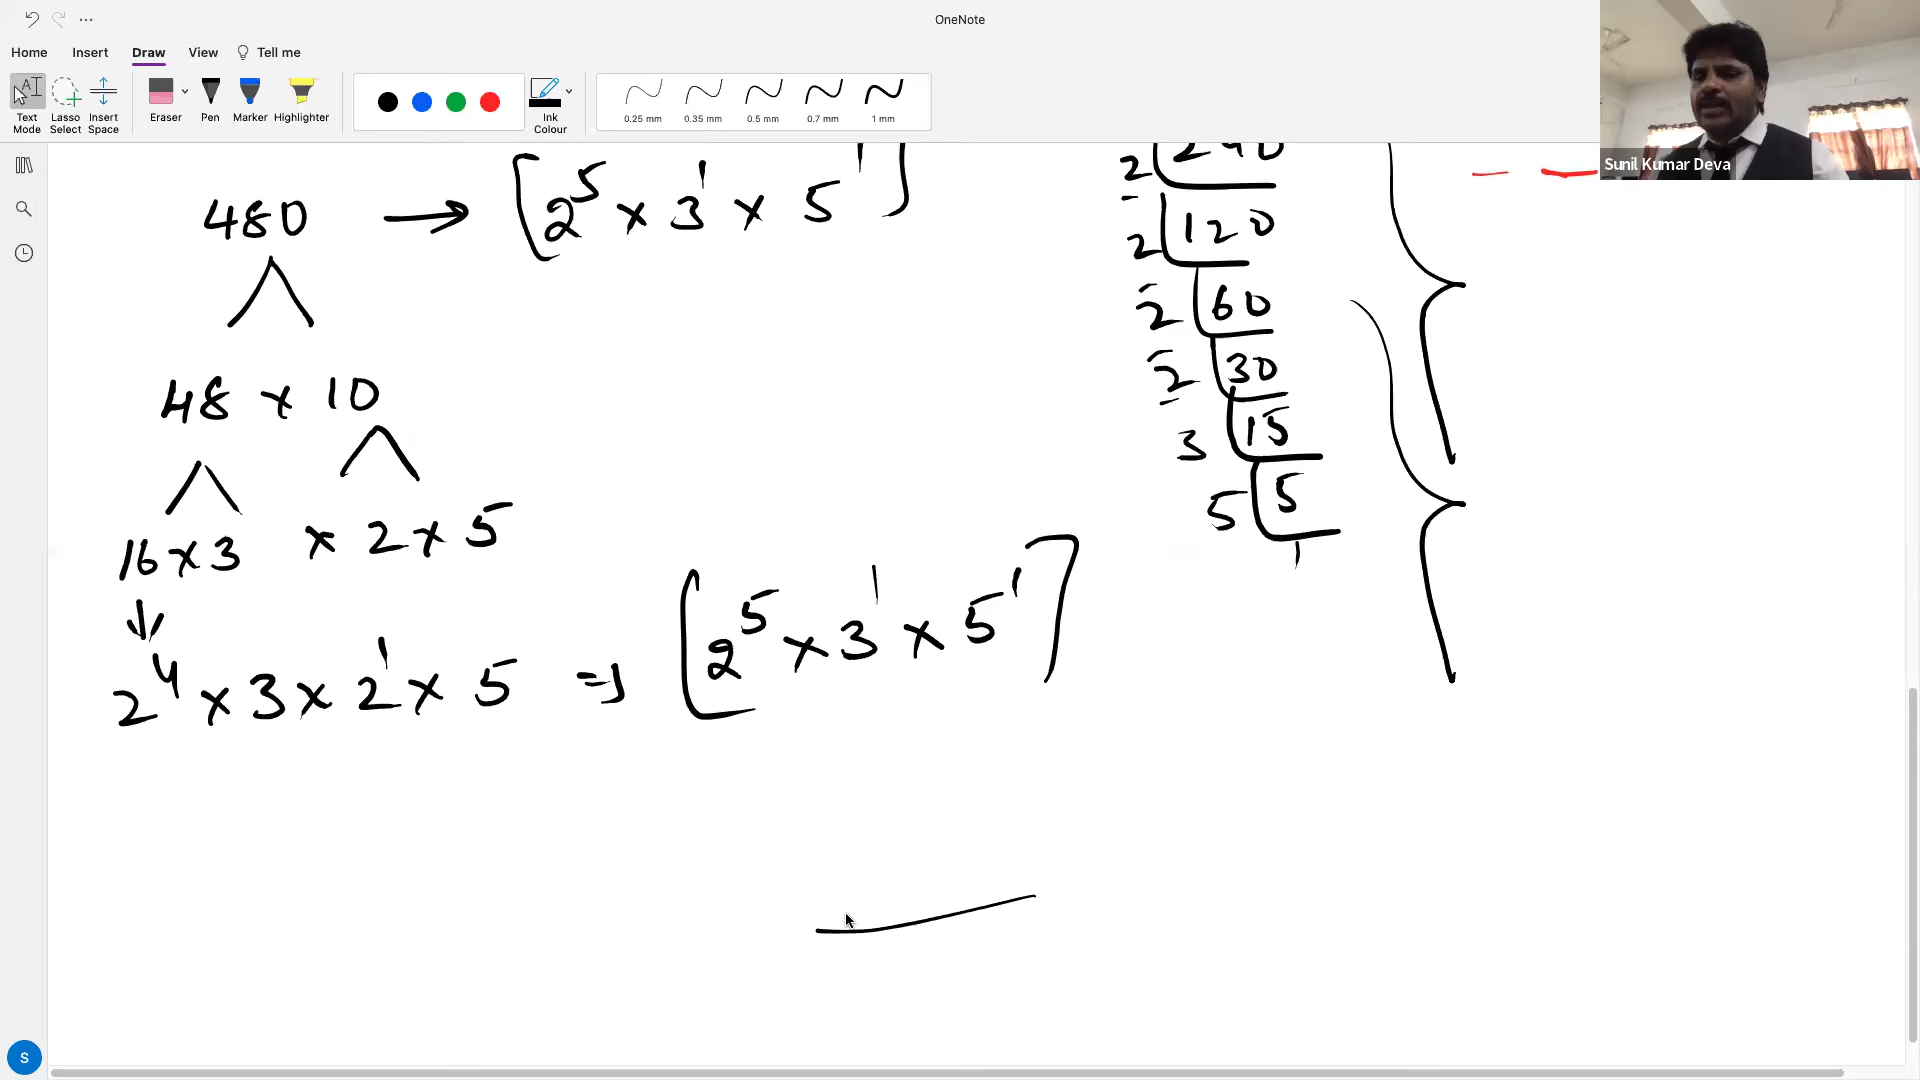 OneNote
Home Insert Draw View Tell me
Text Mode
Lasso Select
Insert Space
Eraser
Pen
Marker
Highlighter
Ink Colour
0.25 mm
0.35 mm
0.5 mm
0.7 mm
1 mm
Sunil Kumar Deva
480 → [2⁵ × 3¹ × 5¹]
48 × 10
16 × 3 × 2 × 5
2⁴ × 3 × 2¹ × 5 ⇒ [2⁵ × 3¹ × 5¹]
2 240
2 120
2 60
2 30
3 15
5 5
1
S